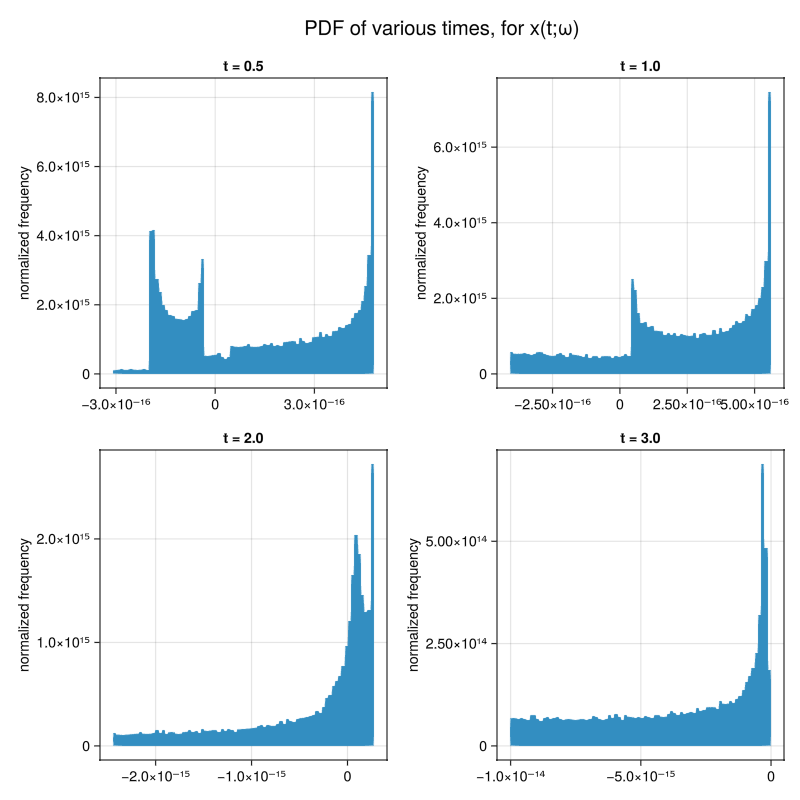 PDF of various times, for x(t;ω)
t = 0.5
normalized frequency
8.0×10¹⁵
6.0×10¹⁵
4.0×10¹⁵
2.0×10¹⁵
0
−3.0×10⁻¹⁶ 0 3.0×10⁻¹⁶
t = 1.0
normalized frequency
6.0×10¹⁵
4.0×10¹⁵
2.0×10¹⁵
0
−2.50×10⁻¹⁶ 0 2.50×10⁻¹⁶ 5.00×10⁻¹⁶
t = 2.0
normalized frequency
2.0×10¹⁵
1.0×10¹⁵
0
−2.0×10⁻¹⁵ −1.0×10⁻¹⁵ 0
t = 3.0
normalized frequency
5.00×10¹⁴
2.50×10¹⁴
0
−1.0×10⁻¹⁴ −5.0×10⁻¹⁵ 0